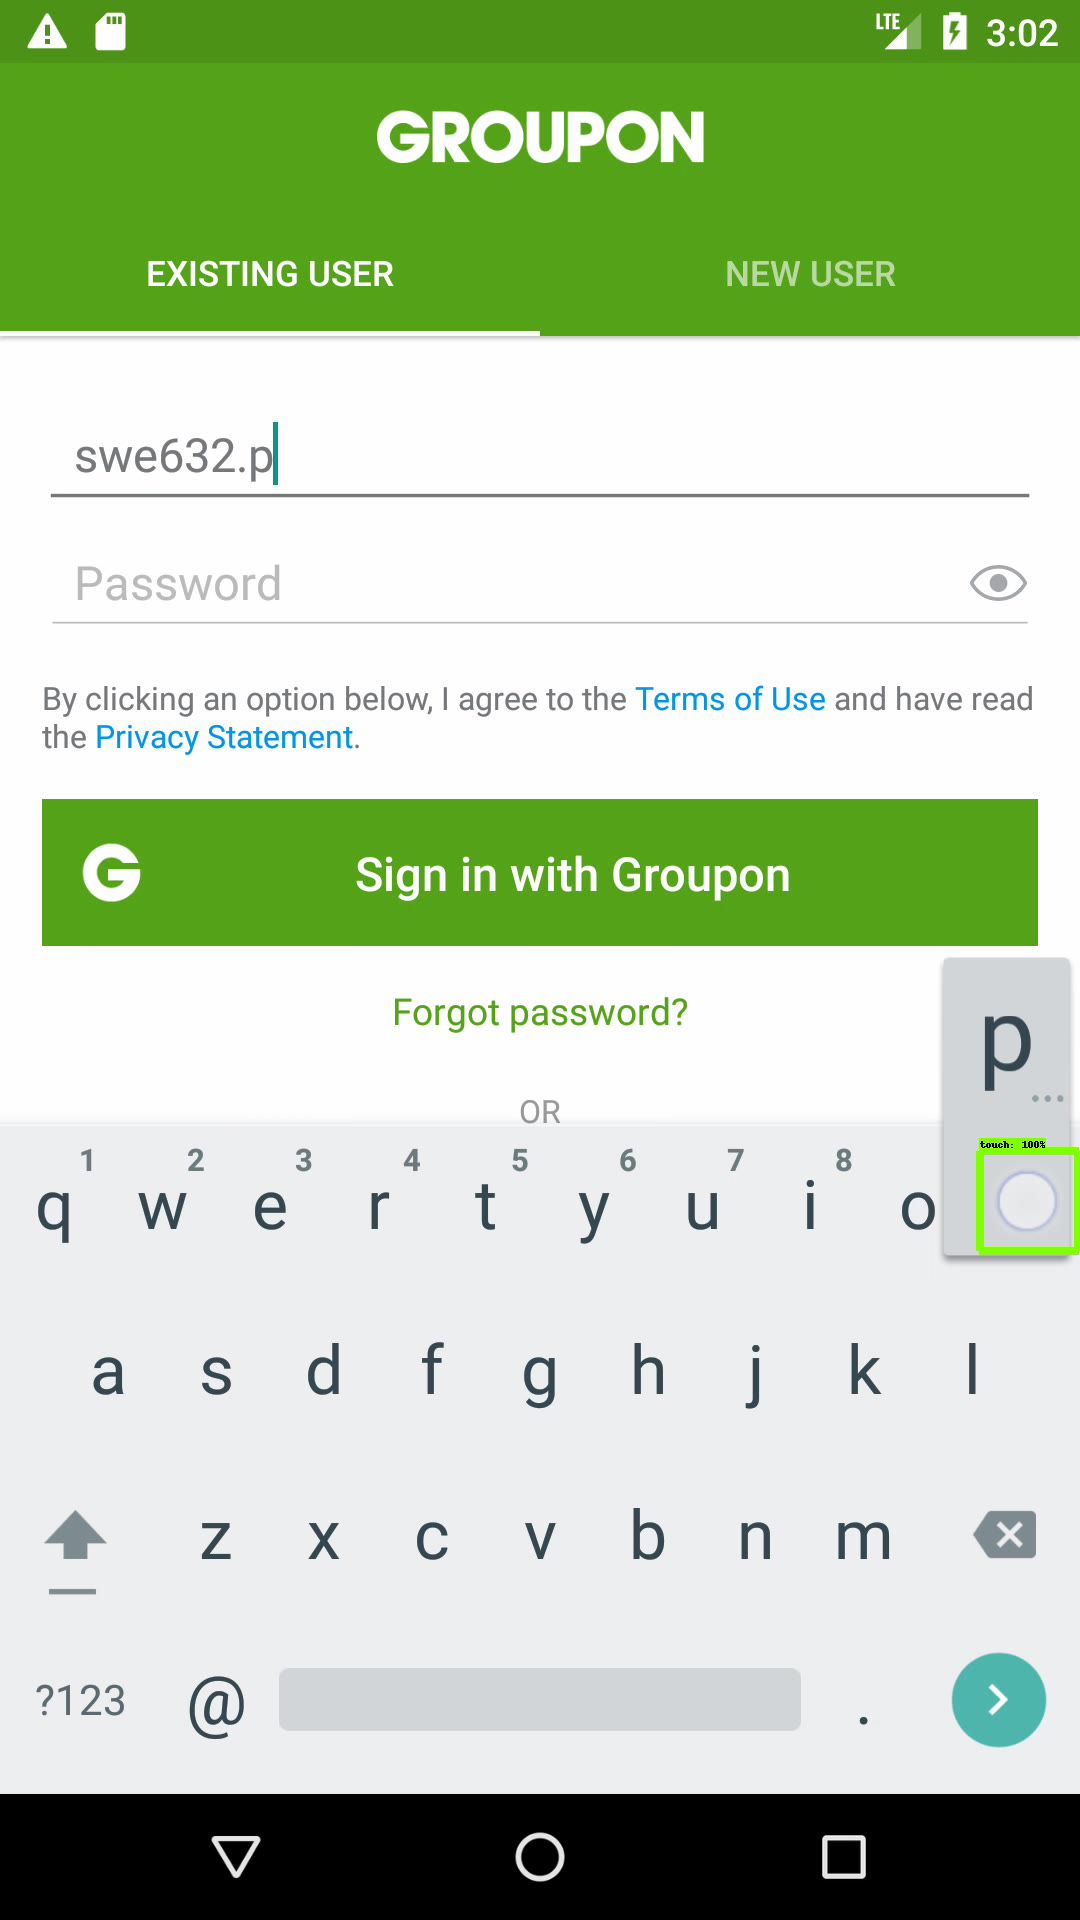 LTE 3:02
GROUPON
EXISTING USER NEW USER
swe632.p
Password
By clicking an option below, I agree to the Terms of Use and have read
the Privacy Statement.
G Sign in with Groupon
Forgot password?
p
...
OR
touch: 100%
1 2 3 4 5 6 7 8
q w e r t y u i o
a s d f g h j k l
z x c v b n m
?123 @ .